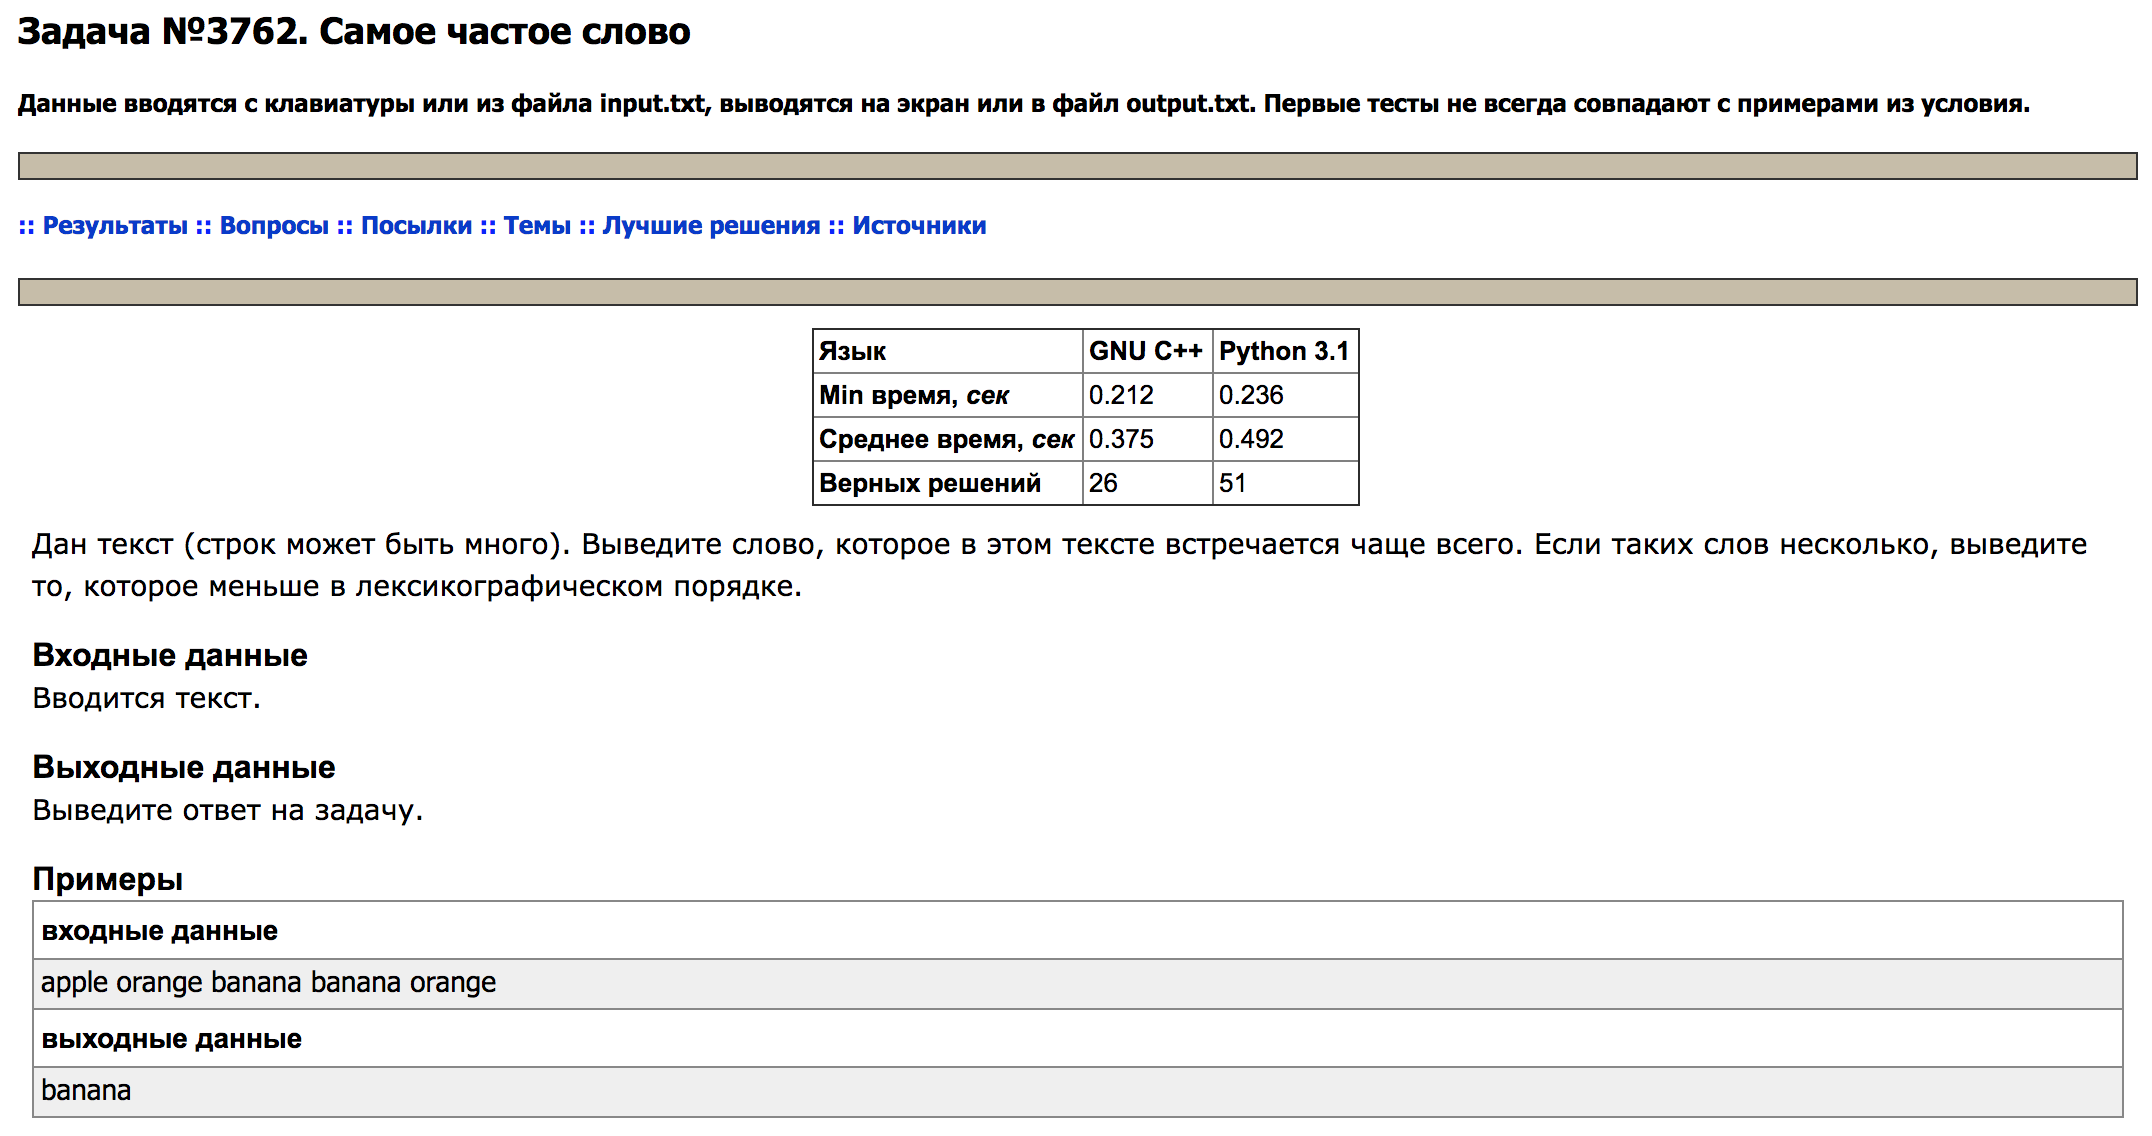 Задача №3762. Самое частое слово
Данные вводятся с клавиатуры или из файла input.txt, выводятся на экран или в файл output.txt. Первые тесты не всегда совпадают с примерами из условия.
:: Результаты :: Вопросы :: Посылки :: Темы :: Лучшие решения :: Источники
Язык GNU C++ Python 3.1
Min время, сек 0.212 0.236
Среднее время, сек 0.375 0.492
Верных решений 26 51
Дан текст (строк может быть много). Выведите слово, которое в этом тексте встречается чаще всего. Если таких слов несколько, выведите
то, которое меньше в лексикографическом порядке.
Входные данные
Вводится текст.
Выходные данные
Выведите ответ на задачу.
Примеры
входные данные
apple orange banana banana orange
выходные данные
banana